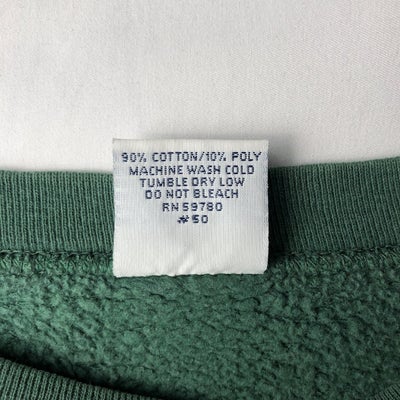 90% COTTON/10% POLY
MACHINE WASH COLD
TUMBLE DRY LOW
DO NOT BLEACH
RN 59780
#50